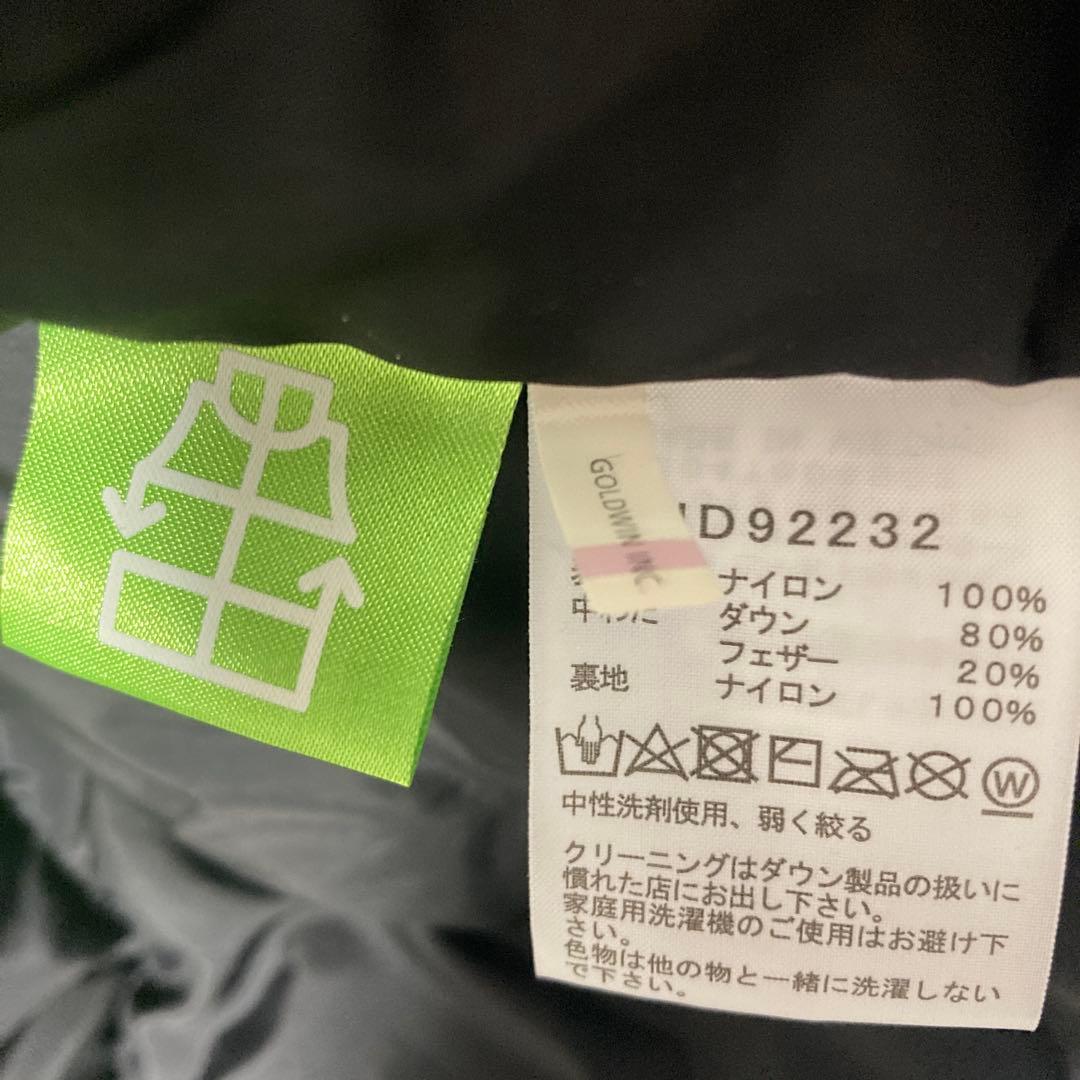 GOLDWIN INC
D92232
ナイロン 100%
中わた ダウン 80%
フェザー 20%
裏地 ナイロン 100%
W
中性洗剤使用、弱く絞る
クリーニングはダウン製品の扱いに
慣れた店にお出し下さい。
家庭用洗濯機のご使用はお避け下
さい。
色物は他の物と一緒に洗濯しない
で下さい。